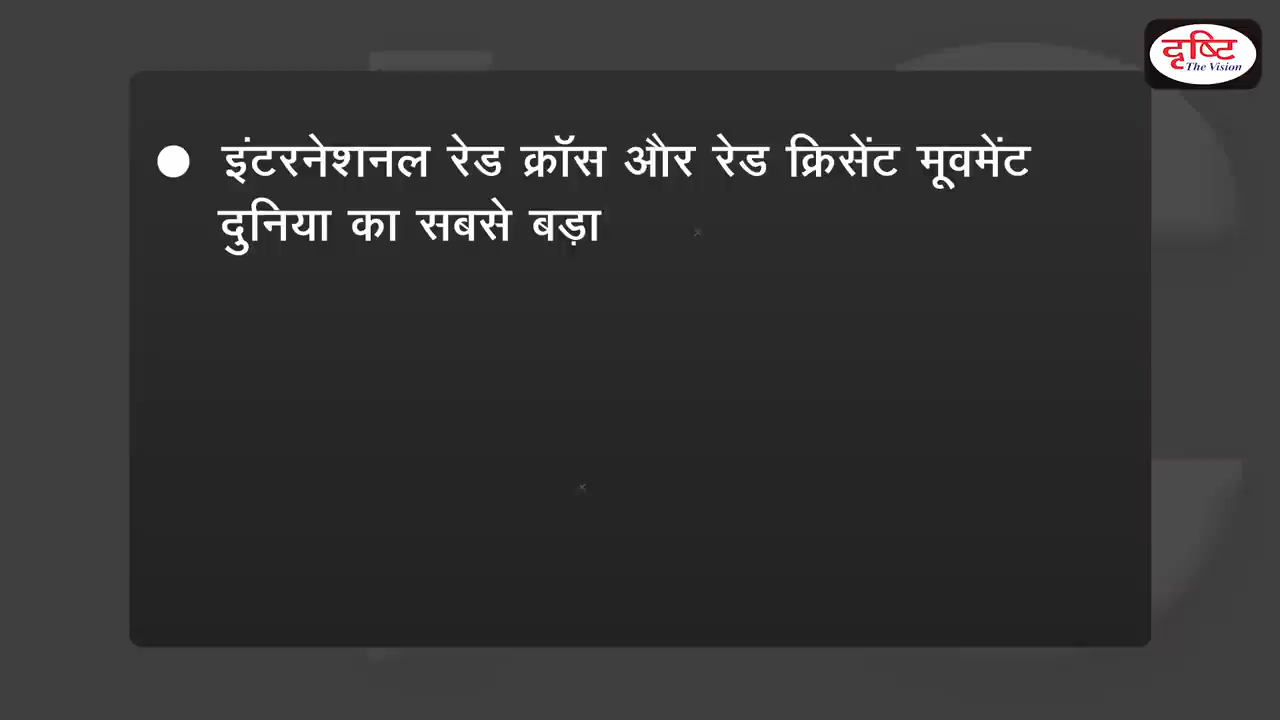 दृष्टि
The Vision
● इंटरनेशनल रेड क्रॉस और रेड क्रिसेंट मूवमेंट
दुनिया का सबसे बड़ा